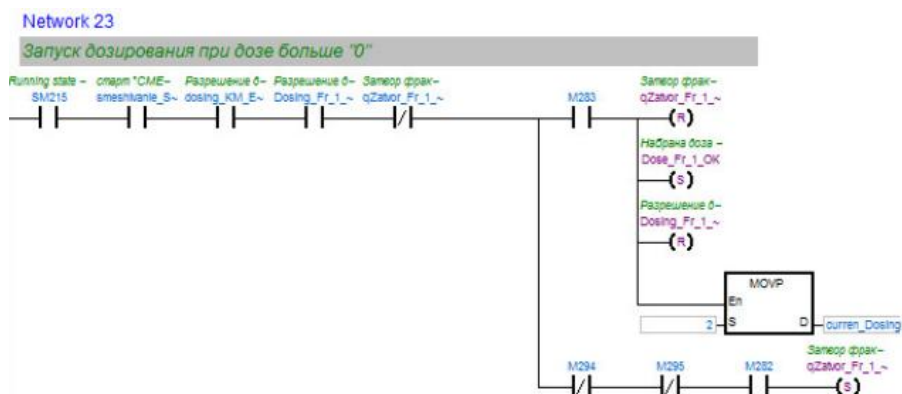 Network 23
Запуск дозирования при дозе больше "0"
Running state ~ старт "СМЕ~ Разрешение д~ Разрешение д~ Затвор фрак~ Затвор фрак~
SM215 smeshivanie_S~ dosing_KM_E~ Dosing_Fr_1_~ qZatvor_Fr_1_~ M283 qZatvor_Fr_1_~
R
Набрана доза ~
Dose_Fr_1_OK
S
Разрешение д~
Dosing_Fr_1_~
R
MOVP
En
2 S D curren_Dosing
Затвор фрак~
M294 M295 M282 qZatvor_Fr_1_~
S